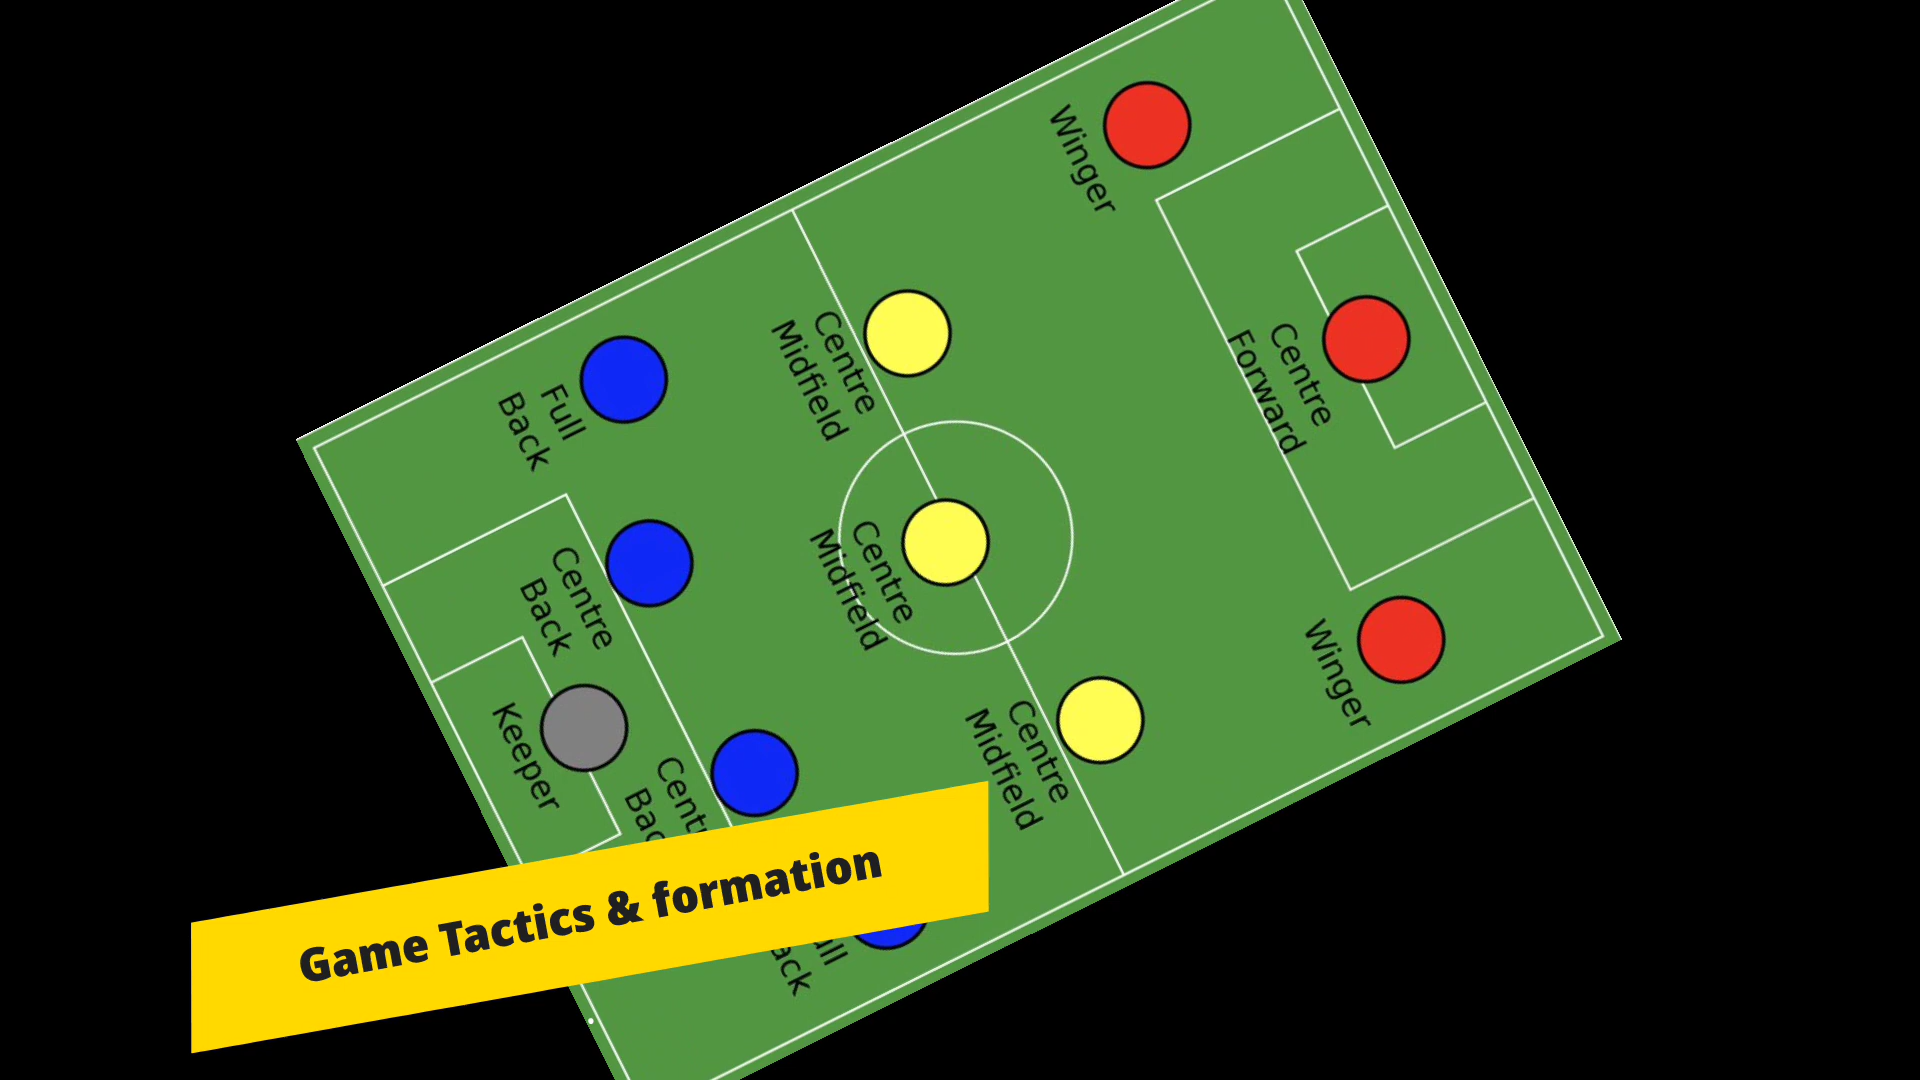 Winger
Centre
Midfield
Centre
Forward
Full
Back
Centre
Midfield
Centre
Back
Winger
Keeper
Centre
Midfield
Game Tactics & formation